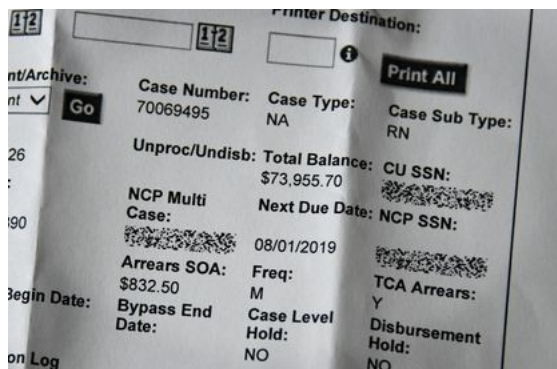 Printer Destination:
nt/Archive:
nt Go Print All
Case Number: Case Type: Case Sub Type:
70069495 NA RN
Unproc/Undisb: Total Balance: CU SSN:
26 $73,955.70
NCP Multi Case: Next Due Date: NCP SSN:
390 08/01/2019
Arrears SOA: Freq: TCA Arrears:
$832.50 M Y
Begin Date: Bypass End Date: Case Level Hold: Disbursement Hold:
NO NO
on Log